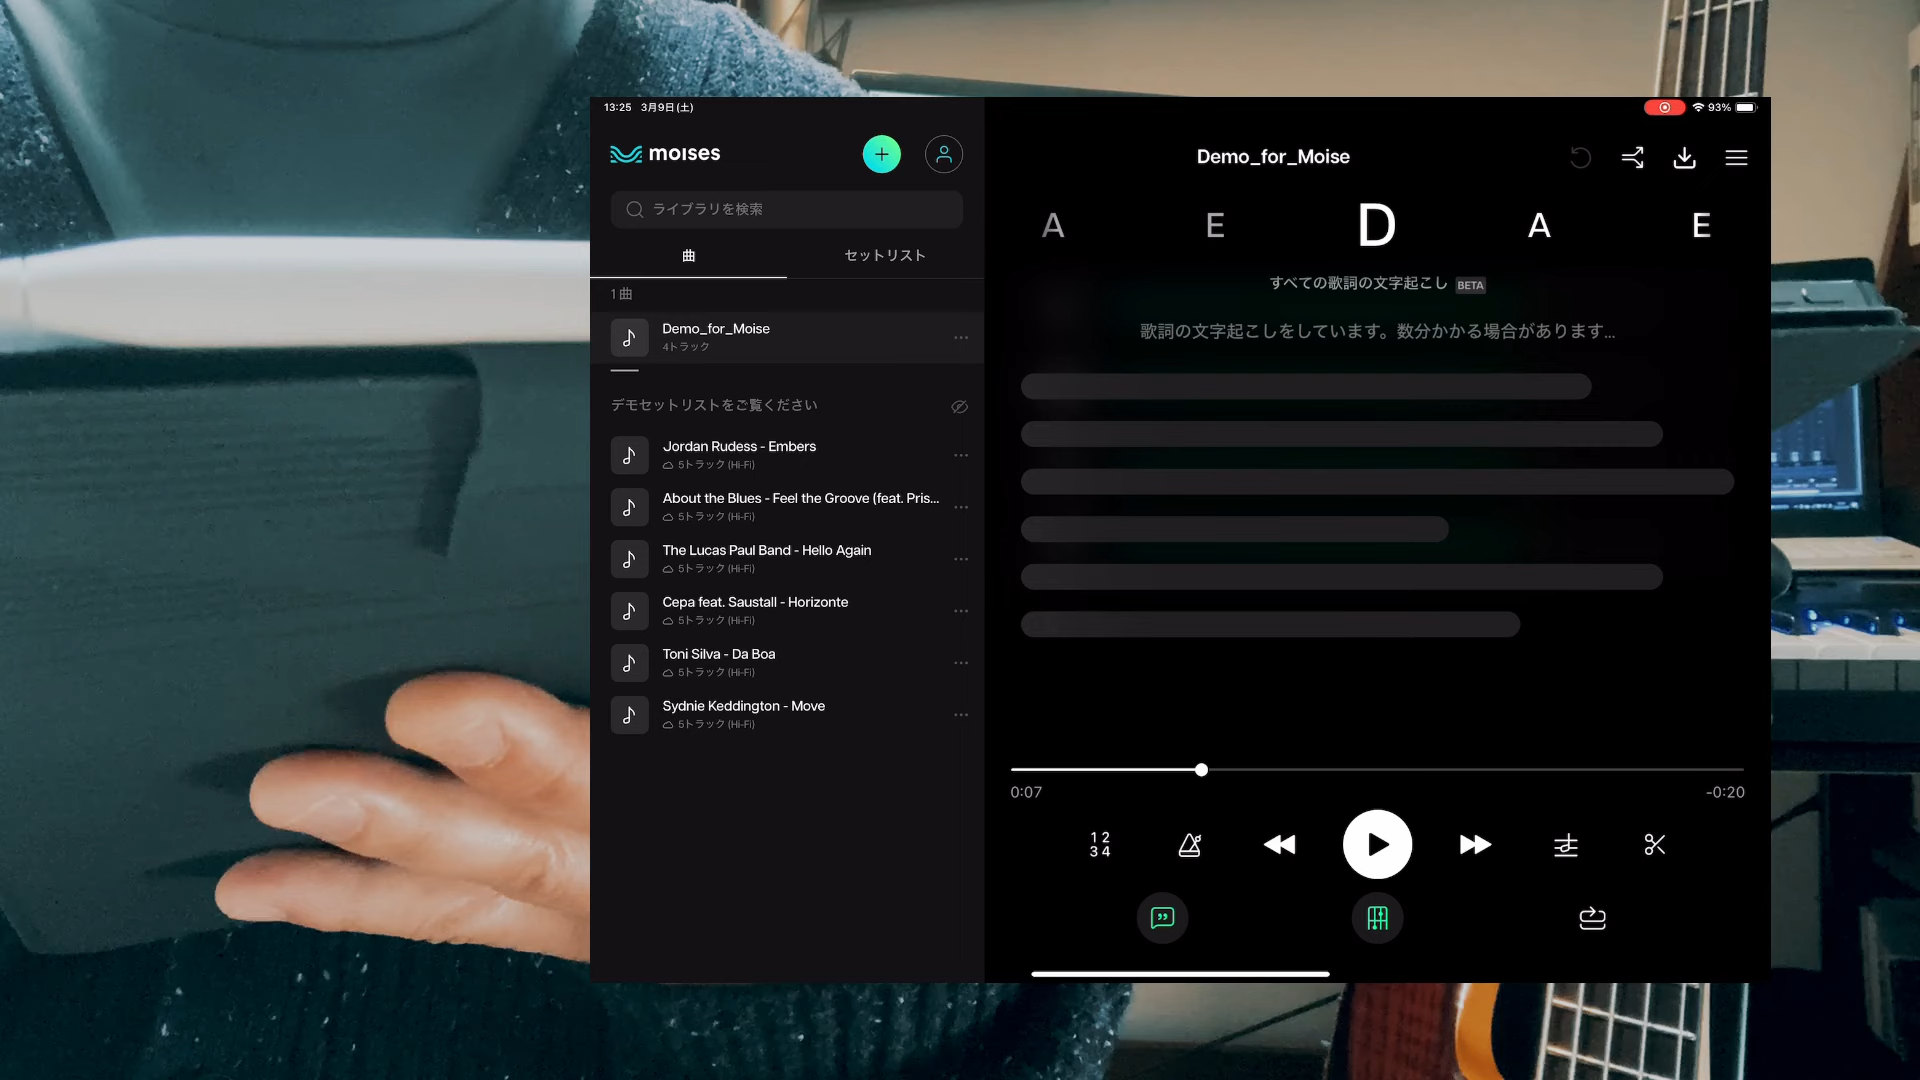 13:25 3月9日(土)
93%
moises
ライブラリを検索
曲 セットリスト
1曲
Demo_for_Moise
4トラック
デモセットリストをご覧ください
Jordan Rudess - Embers
5トラック (Hi-Fi)
About the Blues - Feel the Groove (feat. Pris...
5トラック (Hi-Fi)
The Lucas Paul Band - Hello Again
5トラック (Hi-Fi)
Cepa feat. Saustall - Horizonte
5トラック (Hi-Fi)
Toni Silva - Da Boa
5トラック (Hi-Fi)
Sydnie Keddington - Move
5トラック (Hi-Fi)
Demo_for_Moise
A E D A E
すべての歌詞の文字起こし BETA
歌詞の文字起こしをしています。数分かかる場合があります...
0:07 -0:20
1 2
3 4